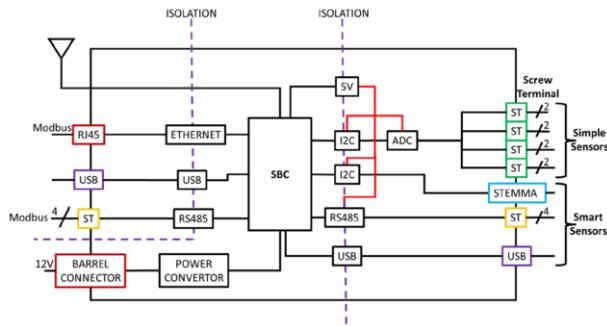 ISOLATION
ISOLATION
Screw
Terminal
5V
ST
2
Modbus
RJ45
ETHERNET
I2C
ADC
ST
2
Simple
Sensors
SBC
ST
2
ST
2
USB
USB
I2C
STEMMA
Modbus
4
ST
RS485
RS485
ST
4
Smart
Sensors
12V
BARREL
CONNECTOR
POWER
CONVERTOR
USB
USB